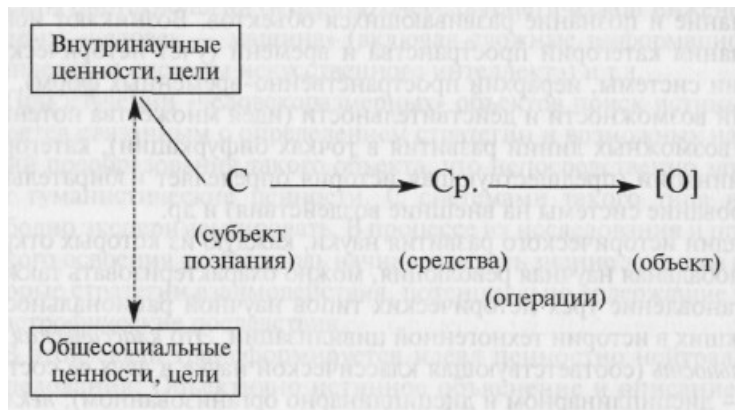 Внутринаучные
ценности, цели
С Ср. [О]
(субъект
познания) (средства) (объект)
(операции)
Общесоциальные
ценности, цели